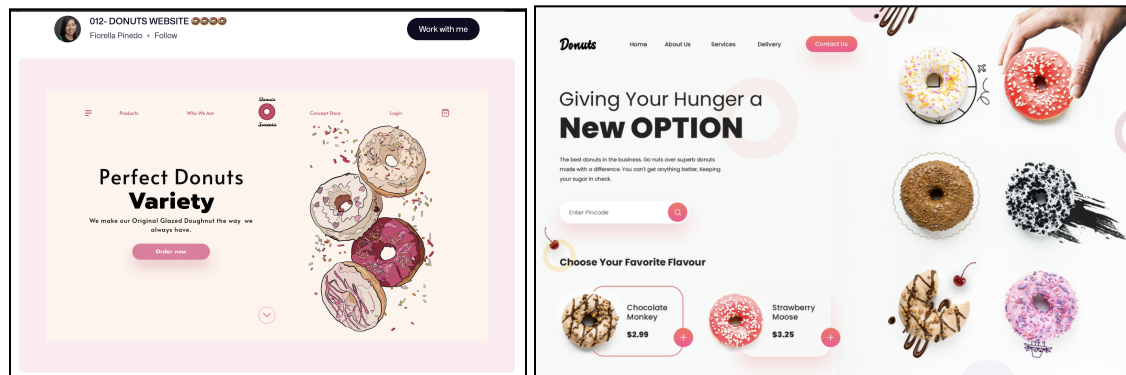 012- DONUTS WEBSITE 🍩🍩🍩🍩
Fiorella Pinedo • Follow
Work with me
Products
Who We Are
Donuts
Sweets
Concept Store
Login
Perfect Donuts
Variety
We make our Original Glazed Doughnut the way we
always have.
Order now
Donuts
Home
About Us
Services
Delivery
Contact Us
Giving Your Hunger a
New OPTION
The best donuts in the business. Go nuts over superb donuts
made with a difference. You can't get anything better, Keeping
your sugar in check.
Enter Pincode
Choose Your Favorite Flavour
Chocolate
Monkey
$2.99
+
Strawberry
Moose
$3.25
+